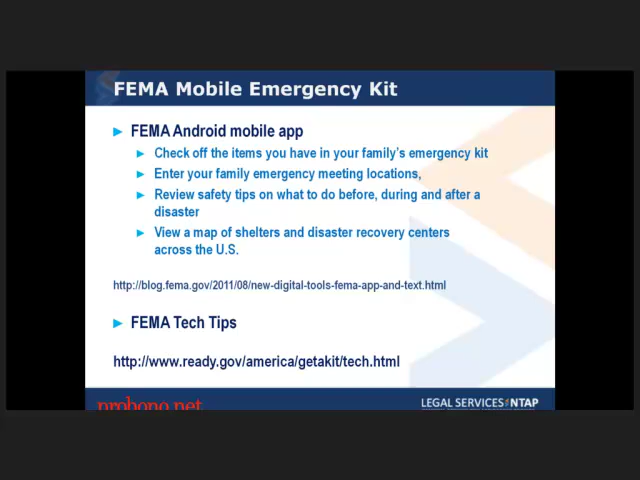 FEMA Mobile Emergency Kit
FEMA Android mobile app
Check off the items you have in your family's emergency kit
Enter your family emergency meeting locations,
Review safety tips on what to do before, during and after a
disaster
View a map of shelters and disaster recovery centers
across the U.S.
http://blog.fema.gov/2011/08/new-digital-tools-fema-app-and-text.html
FEMA Tech Tips
http://www.ready.gov/america/getakit/tech.html
probono.net
LEGAL SERVICES NTAP